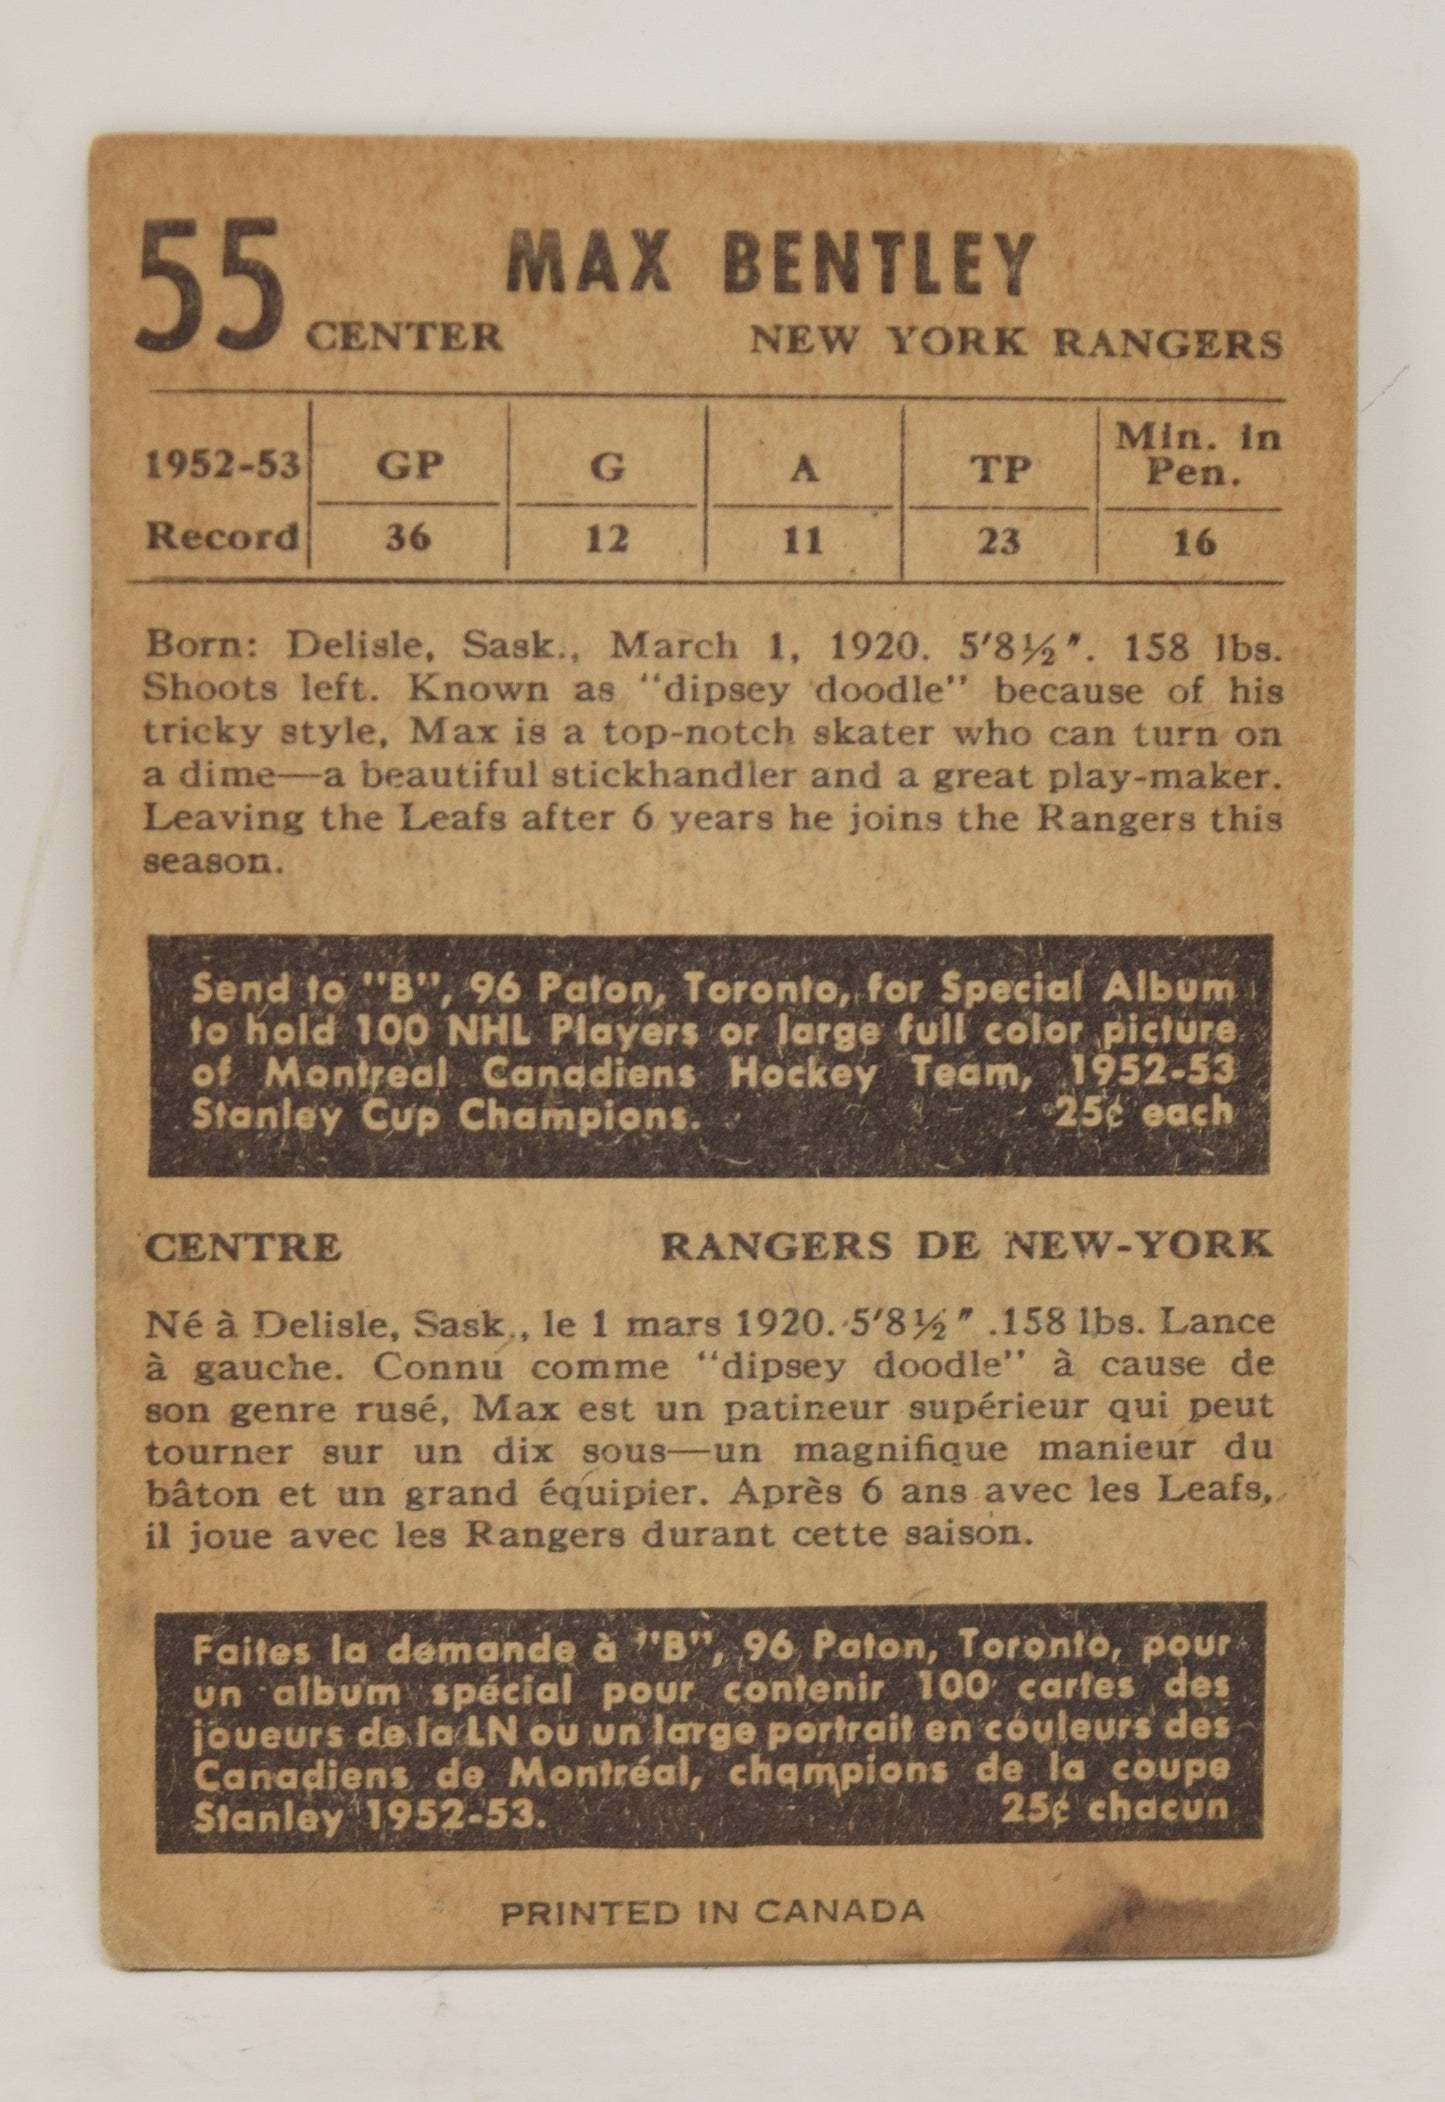 55 MAX BENTLEY
CENTER NEW YORK RANGERS
1952-53 GP G A TP Min. in Pen.
Record 36 12 11 23 16
Born: Delisle, Sask., March 1, 1920. 5'8½". 158 lbs.
Shoots left. Known as "dipsey doodle" because of his
tricky style, Max is a top-notch skater who can turn on
a dime—a beautiful stickhandler and a great play-maker.
Leaving the Leafs after 6 years he joins the Rangers this
season.
Send to "B", 96 Paton, Toronto, for Special Album
to hold 100 NHL Players or large full color picture
of Montreal Canadiens Hockey Team, 1952-53
Stanley Cup Champions. 25¢ each
CENTRE RANGERS DE NEW-YORK
Né à Delisle, Sask., le 1 mars 1920. 5'8½" .158 lbs. Lance
à gauche. Connu comme "dipsey doodle" à cause de
son genre rusé, Max est un patineur supérieur qui peut
tourner sur un dix sous—un magnifique manieur du
bâton et un grand équipier. Après 6 ans avec les Leafs,
il joue avec les Rangers durant cette saison.
Faites la demande à "B", 96 Paton, Toronto, pour
un album spécial pour contenir 100 cartes des
joueurs de la LN ou un large portrait en couleurs des
Canadiens de Montréal, champions de la coupe
Stanley 1952-53. 25¢ chacun
PRINTED IN CANADA